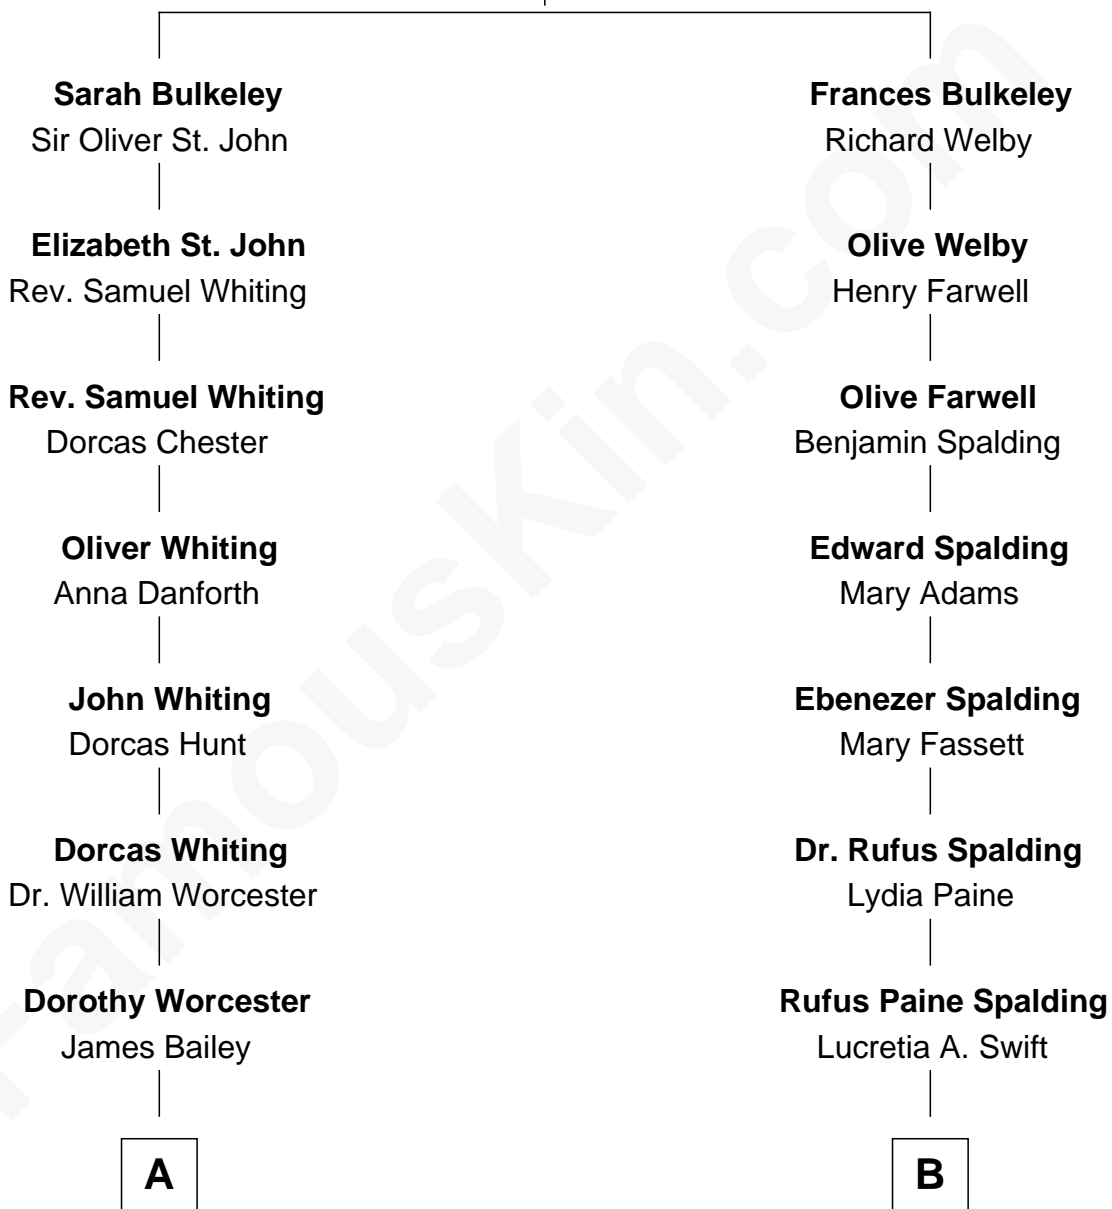 Sarah Bulkeley
Sir Oliver St. John
Elizabeth St. John
Rev. Samuel Whiting
Rev. Samuel Whiting
Dorcas Chester
Oliver Whiting
Anna Danforth
John Whiting
Dorcas Hunt
Dorcas Whiting
Dr. William Worcester
Dorothy Worcester
James Bailey
A
Frances Bulkeley
Richard Welby
Olive Welby
Henry Farwell
Olive Farwell
Benjamin Spalding
Edward Spalding
Mary Adams
Ebenezer Spalding
Mary Fassett
Dr. Rufus Spalding
Lydia Paine
Rufus Paine Spalding
Lucretia A. Swift
B
FamousKin.com